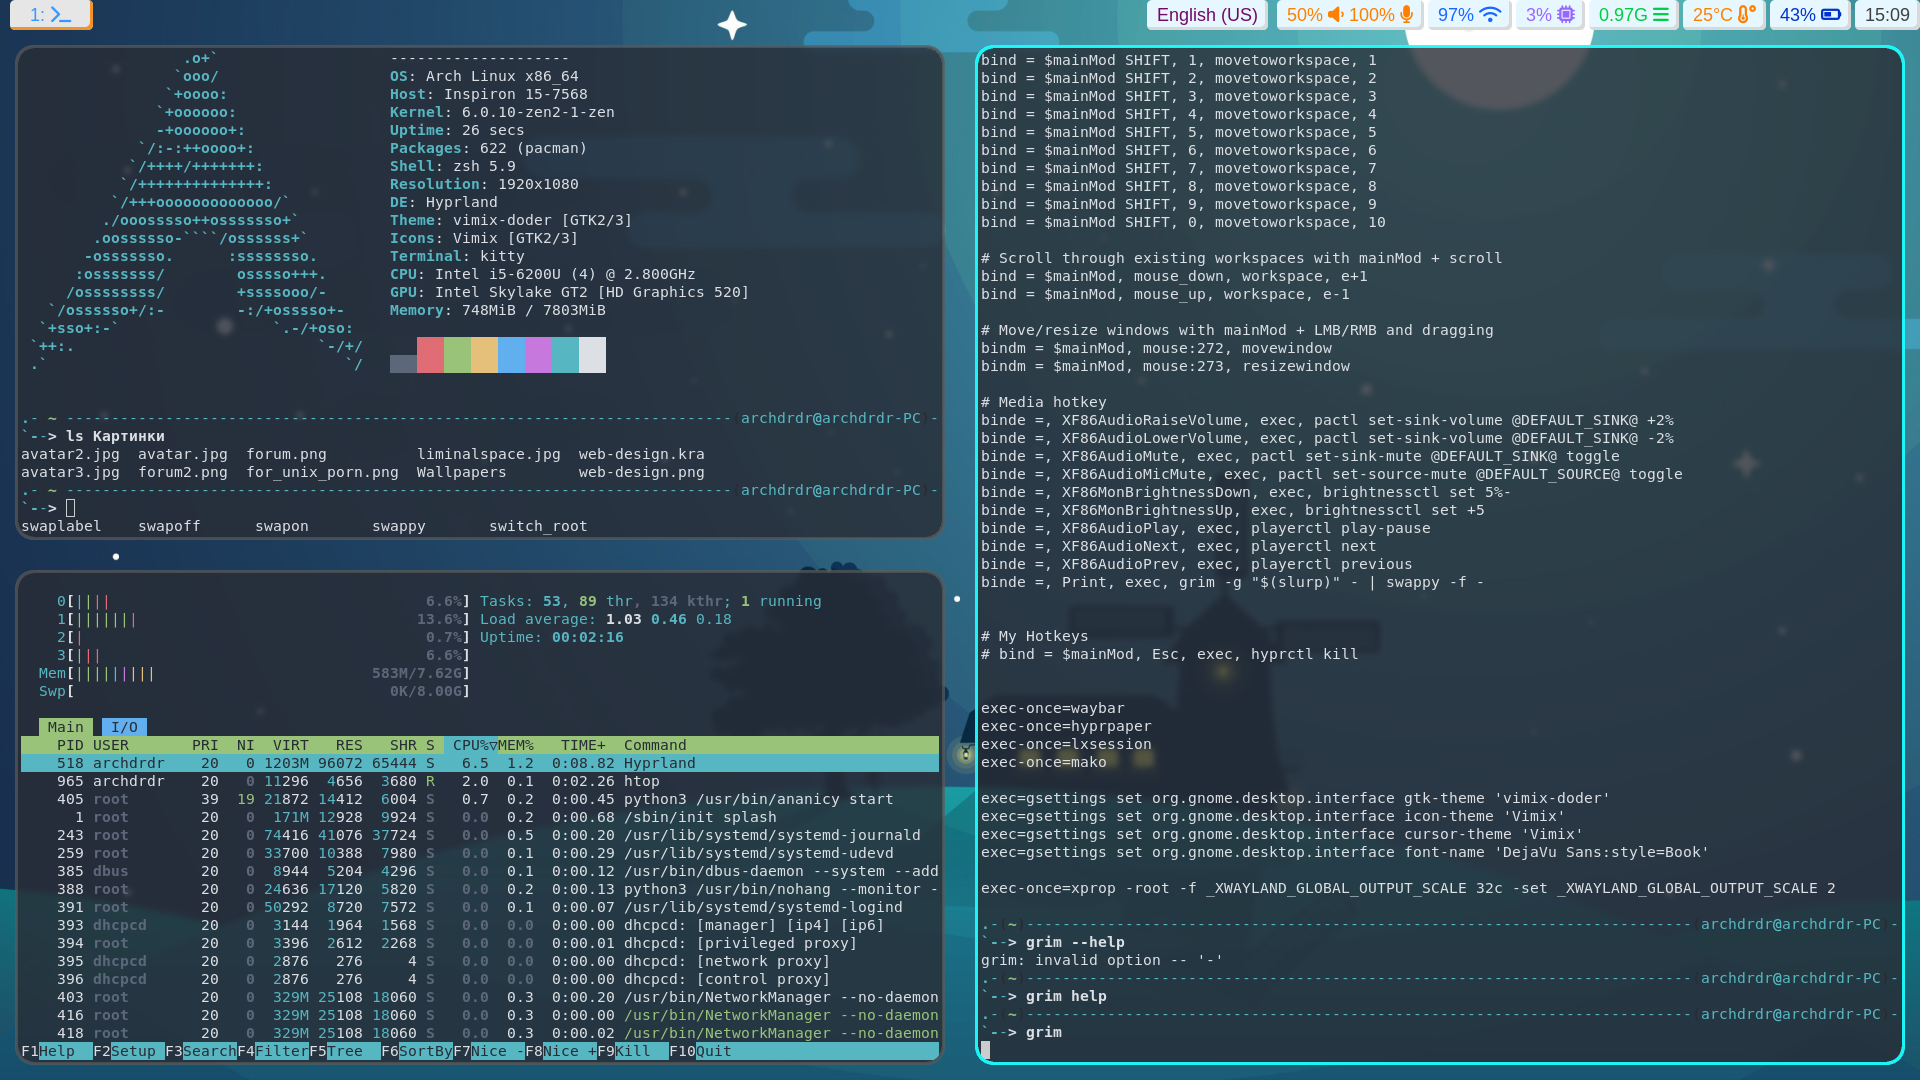 1:
English (US) 50% 100% 97% 3% 0.97G 25°C 43% 15:09
-------------------
OS: Arch Linux x86_64
Host: Inspiron 15-7568
Kernel: 6.0.10-zen2-1-zen
Uptime: 26 secs
Packages: 622 (pacman)
Shell: zsh 5.9
Resolution: 1920x1080
DE: Hyprland
Theme: vimix-doder [GTK2/3]
Icons: Vimix [GTK2/3]
Terminal: kitty
CPU: Intel i5-6200U (4) @ 2.800GHz
GPU: Intel Skylake GT2 [HD Graphics 520]
Memory: 748MiB / 7803MiB
.- ~ -------------------------------------------------------------------------- archdrdr@archdrdr-PC -
`--> ls Картинки
avatar2.jpg avatar.jpg forum.png liminalspace.jpg web-design.kra
avatar3.jpg forum2.png for_unix_porn.png Wallpapers web-design.png
.- ~ -------------------------------------------------------------------------- archdrdr@archdrdr-PC -
`-->
swaplabel swapoff swapon swappy switch_root
0[|||| 6.6%] Tasks: 53, 89 thr, 134 kthr; 1 running
1[||||||| 13.6%] Load average: 1.03 0.46 0.18
2[| 0.7%] Uptime: 00:02:16
3[||| 6.6%]
Mem[||||||||| 583M/7.62G]
Swp[ 0K/8.00G]
Main I/O
PID USER PRI NI VIRT RES SHR S CPU%▽MEM% TIME+ Command
518 archdrdr 20 0 1203M 96072 65444 S 6.5 1.2 0:08.82 Hyprland
965 archdrdr 20 0 11296 4656 3680 R 2.0 0.1 0:02.26 htop
405 root 39 19 21872 14412 6004 S 0.7 0.2 0:00.45 python3 /usr/bin/ananicy start
1 root 20 0 171M 12928 9924 S 0.0 0.2 0:00.68 /sbin/init splash
243 root 20 0 74416 41076 37724 S 0.0 0.5 0:00.20 /usr/lib/systemd/systemd-journald
259 root 20 0 33700 10388 7980 S 0.0 0.1 0:00.29 /usr/lib/systemd/systemd-udevd
385 dbus 20 0 8944 5204 4296 S 0.0 0.1 0:00.12 /usr/bin/dbus-daemon --system --add
388 root 20 0 24636 17120 5820 S 0.0 0.2 0:00.13 python3 /usr/bin/nohang --monitor -
391 root 20 0 50292 8720 7572 S 0.0 0.1 0:00.07 /usr/lib/systemd/systemd-logind
393 dhcpcd 20 0 3144 1964 1568 S 0.0 0.0 0:00.00 dhcpcd: [manager] [ip4] [ip6]
394 root 20 0 3396 2612 2268 S 0.0 0.0 0:00.01 dhcpcd: [privileged proxy]
395 dhcpcd 20 0 2876 276 4 S 0.0 0.0 0:00.00 dhcpcd: [network proxy]
396 dhcpcd 20 0 2876 276 4 S 0.0 0.0 0:00.00 dhcpcd: [control proxy]
403 root 20 0 329M 25108 18060 S 0.0 0.3 0:00.20 /usr/bin/NetworkManager --no-daemon
416 root 20 0 329M 25108 18060 S 0.0 0.3 0:00.00 /usr/bin/NetworkManager --no-daemon
418 root 20 0 329M 25108 18060 S 0.0 0.3 0:00.02 /usr/bin/NetworkManager --no-daemon
F1Help F2Setup F3SearchF4FilterF5Tree F6SortByF7Nice -F8Nice +F9Kill F10Quit
bind = $mainMod SHIFT, 1, movetoworkspace, 1
bind = $mainMod SHIFT, 2, movetoworkspace, 2
bind = $mainMod SHIFT, 3, movetoworkspace, 3
bind = $mainMod SHIFT, 4, movetoworkspace, 4
bind = $mainMod SHIFT, 5, movetoworkspace, 5
bind = $mainMod SHIFT, 6, movetoworkspace, 6
bind = $mainMod SHIFT, 7, movetoworkspace, 7
bind = $mainMod SHIFT, 8, movetoworkspace, 8
bind = $mainMod SHIFT, 9, movetoworkspace, 9
bind = $mainMod SHIFT, 0, movetoworkspace, 10
# Scroll through existing workspaces with mainMod + scroll
bind = $mainMod, mouse_down, workspace, e+1
bind = $mainMod, mouse_up, workspace, e-1
# Move/resize windows with mainMod + LMB/RMB and dragging
bindm = $mainMod, mouse:272, movewindow
bindm = $mainMod, mouse:273, resizewindow
# Media hotkey
binde =, XF86AudioRaiseVolume, exec, pactl set-sink-volume @DEFAULT_SINK@ +2%
binde =, XF86AudioLowerVolume, exec, pactl set-sink-volume @DEFAULT_SINK@ -2%
binde =, XF86AudioMute, exec, pactl set-sink-mute @DEFAULT_SINK@ toggle
binde =, XF86AudioMicMute, exec, pactl set-source-mute @DEFAULT_SOURCE@ toggle
binde =, XF86MonBrightnessDown, exec, brightnessctl set 5%-
binde =, XF86MonBrightnessUp, exec, brightnessctl set +5
binde =, XF86AudioPlay, exec, playerctl play-pause
binde =, XF86AudioNext, exec, playerctl next
binde =, XF86AudioPrev, exec, playerctl previous
binde =, Print, exec, grim -g "$(slurp)" - | swappy -f -
# My Hotkeys
# bind = $mainMod, Esc, exec, hyprctl kill
exec-once=waybar
exec-once=hyprpaper
exec-once=lxsession
exec-once=mako
exec=gsettings set org.gnome.desktop.interface gtk-theme 'vimix-doder'
exec=gsettings set org.gnome.desktop.interface icon-theme 'Vimix'
exec=gsettings set org.gnome.desktop.interface cursor-theme 'Vimix'
exec=gsettings set org.gnome.desktop.interface font-name 'DejaVu Sans:style=Book'
exec-once=xprop -root -f _XWAYLAND_GLOBAL_OUTPUT_SCALE 32c -set _XWAYLAND_GLOBAL_OUTPUT_SCALE 2
.-(~)-------------------------------------------------------------------------- archdrdr@archdrdr-PC -
`--> grim --help
grim: invalid option -- '-'
.-(~)-------------------------------------------------------------------------- archdrdr@archdrdr-PC -
`--> grim help
.-(~)-------------------------------------------------------------------------- archdrdr@archdrdr-PC -
`--> grim